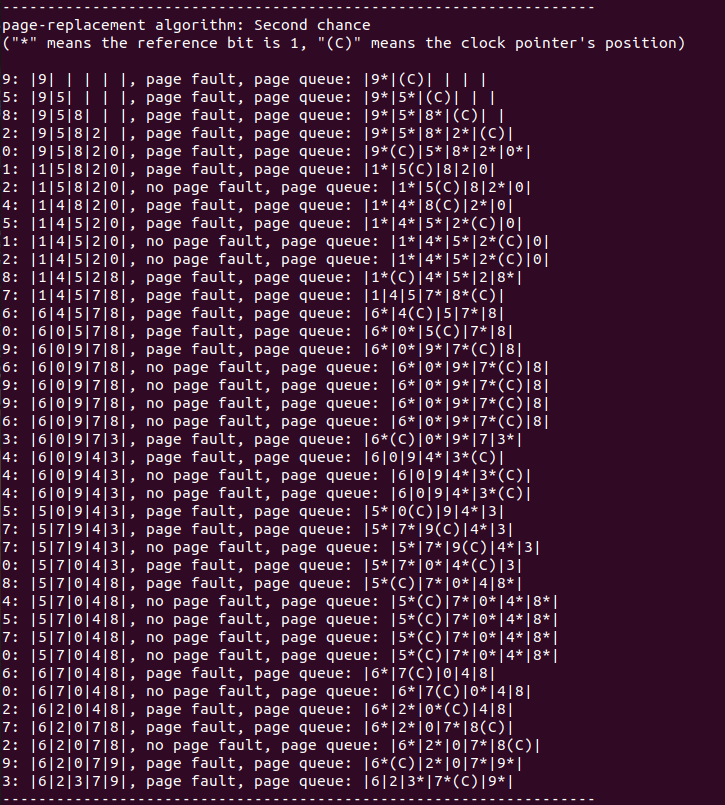 ------------------------------------------------------------------
page-replacement algorithm: Second chance
("*" means the reference bit is 1, "(C)" means the clock pointer's position)

9: |9| | | | |, page fault, page queue: |9*|(C)| | | |
5: |9|5| | | |, page fault, page queue: |9*|5*|(C)| | |
8: |9|5|8| | |, page fault, page queue: |9*|5*|8*|(C)| |
2: |9|5|8|2| |, page fault, page queue: |9*|5*|8*|2*|(C)|
0: |9|5|8|2|0|, page fault, page queue: |9*(C)|5*|8*|2*|0*|
1: |1|5|8|2|0|, page fault, page queue: |1*|5(C)|8|2|0|
2: |1|5|8|2|0|, no page fault, page queue: |1*|5(C)|8|2*|0|
4: |1|4|8|2|0|, page fault, page queue: |1*|4*|8(C)|2*|0|
5: |1|4|5|2|0|, page fault, page queue: |1*|4*|5*|2*(C)|0|
1: |1|4|5|2|0|, no page fault, page queue: |1*|4*|5*|2*(C)|0|
2: |1|4|5|2|0|, no page fault, page queue: |1*|4*|5*|2*(C)|0|
8: |1|4|5|2|8|, page fault, page queue: |1*(C)|4*|5*|2|8*|
7: |1|4|5|7|8|, page fault, page queue: |1|4|5|7*|8*(C)|
6: |6|4|5|7|8|, page fault, page queue: |6*|4(C)|5|7*|8|
0: |6|0|5|7|8|, page fault, page queue: |6*|0*|5(C)|7*|8|
9: |6|0|9|7|8|, page fault, page queue: |6*|0*|9*|7*(C)|8|
6: |6|0|9|7|8|, no page fault, page queue: |6*|0*|9*|7*(C)|8|
9: |6|0|9|7|8|, no page fault, page queue: |6*|0*|9*|7*(C)|8|
9: |6|0|9|7|8|, no page fault, page queue: |6*|0*|9*|7*(C)|8|
6: |6|0|9|7|8|, no page fault, page queue: |6*|0*|9*|7*(C)|8|
3: |6|0|9|7|3|, page fault, page queue: |6*(C)|0*|9*|7|3*|
4: |6|0|9|4|3|, page fault, page queue: |6|0|9|4*|3*(C)|
4: |6|0|9|4|3|, no page fault, page queue: |6|0|9|4*|3*(C)|
4: |6|0|9|4|3|, no page fault, page queue: |6|0|9|4*|3*(C)|
5: |5|0|9|4|3|, page fault, page queue: |5*|0(C)|9|4*|3|
7: |5|7|9|4|3|, page fault, page queue: |5*|7*|9(C)|4*|3|
7: |5|7|9|4|3|, no page fault, page queue: |5*|7*|9(C)|4*|3|
0: |5|7|0|4|3|, page fault, page queue: |5*|7*|0*|4*(C)|3|
8: |5|7|0|4|8|, page fault, page queue: |5*(C)|7*|0*|4|8*|
4: |5|7|0|4|8|, no page fault, page queue: |5*(C)|7*|0*|4*|8*|
5: |5|7|0|4|8|, no page fault, page queue: |5*(C)|7*|0*|4*|8*|
7: |5|7|0|4|8|, no page fault, page queue: |5*(C)|7*|0*|4*|8*|
0: |5|7|0|4|8|, no page fault, page queue: |5*(C)|7*|0*|4*|8*|
6: |6|7|0|4|8|, page fault, page queue: |6*|7(C)|0|4|8|
0: |6|7|0|4|8|, no page fault, page queue: |6*|7(C)|0*|4|8|
2: |6|2|0|4|8|, page fault, page queue: |6*|2*|0*(C)|4|8|
7: |6|2|0|7|8|, page fault, page queue: |6*|2*|0|7*|8(C)|
2: |6|2|0|7|8|, no page fault, page queue: |6*|2*|0|7*|8(C)|
9: |6|2|0|7|9|, page fault, page queue: |6*(C)|2*|0|7*|9*|
3: |6|2|3|7|9|, page fault, page queue: |6|2|3*|7*(C)|9*|
------------------------------------------------------------------